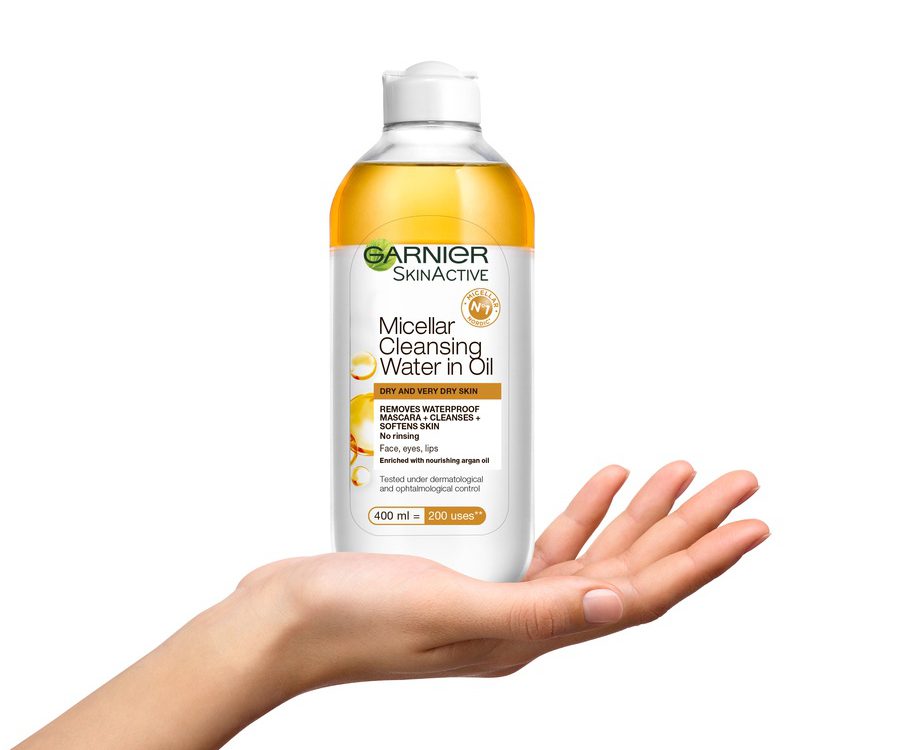 GARNIER
SKINACTIVE
MICELLAR
N°1
NORDIC
Micellar
Cleansing
Water in Oil
DRY AND VERY DRY SKIN
REMOVES WATERPROOF
MASCARA + CLEANSES +
SOFTENS SKIN
No rinsing
Face, eyes, lips
Enriched with nourishing argan oil
Tested under dermatological
and ophtalmological control
400 ml = 200 uses**